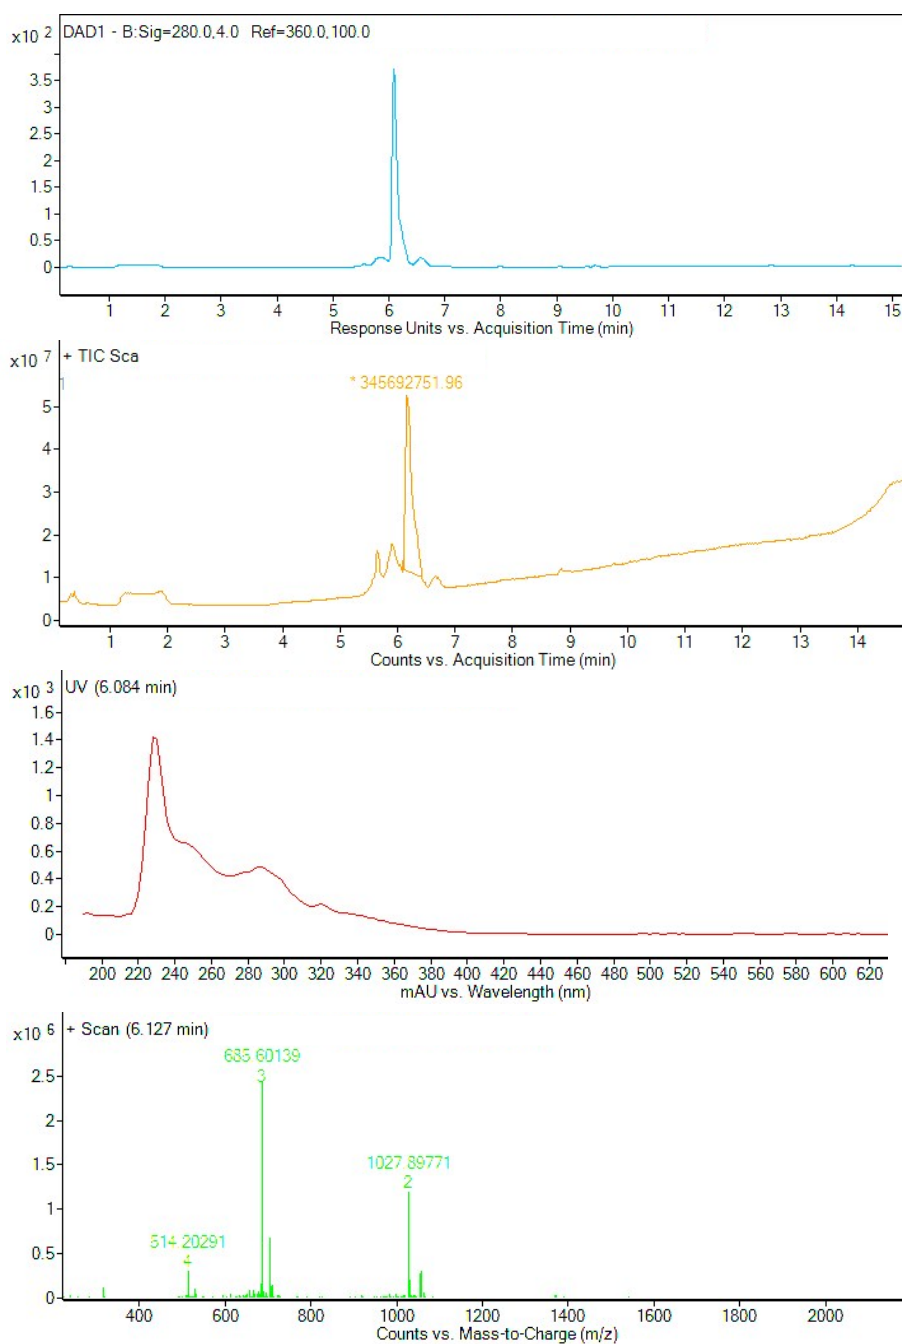 x10 2
DAD1 - B:Sig=280.0,4.0 Ref=360.0,100.0
3.5
3
2.5
2
1.5
1
0.5
0
1 2 3 4 5 6 7 8 9 10 11 12 13 14 15
Response Units vs. Acquisition Time (min)
x10 7
+ TIC Sca
1
* 345692751.96
5
4
3
2
1
0
1 2 3 4 5 6 7 8 9 10 11 12 13 14
Counts vs. Acquisition Time (min)
x10 3
UV (6.084 min)
1.6
1.4
1.2
1
0.8
0.6
0.4
0.2
0
200 220 240 260 280 300 320 340 360 380 400 420 440 460 480 500 520 540 560 580 600 620
mAU vs. Wavelength (nm)
x10 6
+ Scan (6.127 min)
685.60139
3
2.5
2
1027.89771
2
1.5
1
514.20291
4
0.5
0
400 600 800 1000 1200 1400 1600 1800 2000
Counts vs. Mass-to-Charge (m/z)